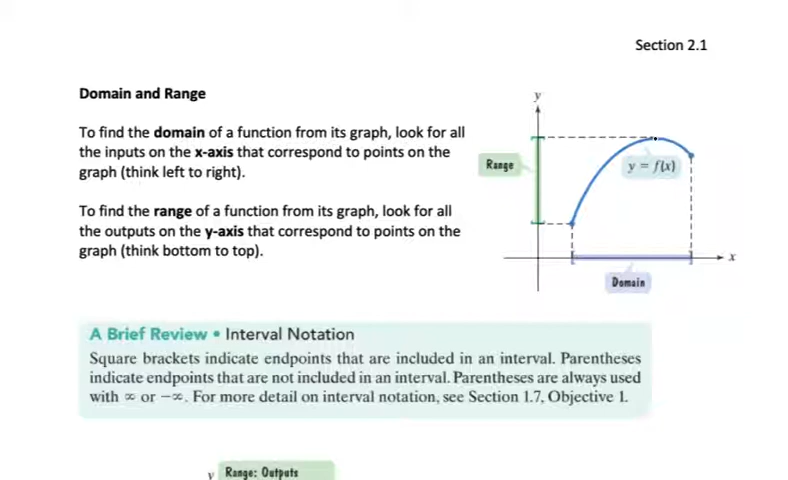 Section 2.1
Domain and Range
To find the domain of a function from its graph, look for all
the inputs on the x-axis that correspond to points on the
graph (think left to right).
To find the range of a function from its graph, look for all
the outputs on the y-axis that correspond to points on the
graph (think bottom to top).
y
Range
y = f(x)
x
Domain
A Brief Review • Interval Notation
Square brackets indicate endpoints that are included in an interval. Parentheses
indicate endpoints that are not included in an interval. Parentheses are always used
with ∞ or −∞. For more detail on interval notation, see Section 1.7, Objective 1.
y
Range: Outputs